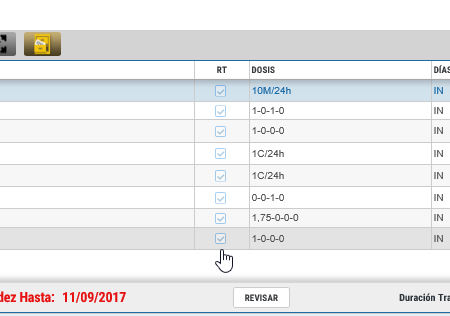 RT DOSIS DÍAS
10M/24h IN
1-0-1-0 IN
1-0-0-0 IN
1C/24h IN
1C/24h IN
0-0-1-0 IN
1,75-0-0-0 IN
1-0-0-0 IN
dez Hasta: 11/09/2017 REVISAR Duración Tra